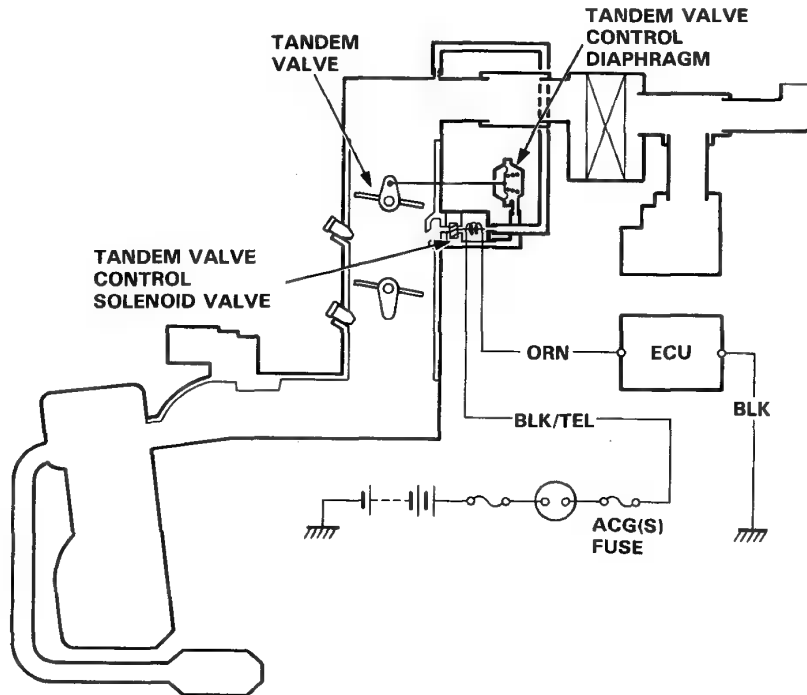 TANDEM VALVE
CONTROL
DIAPHRAGM
TANDEM
VALVE
TANDEM VALVE
CONTROL
SOLENOID VALVE
ORN
ECU
BLK/TEL
BLK
ACG(S)
FUSE